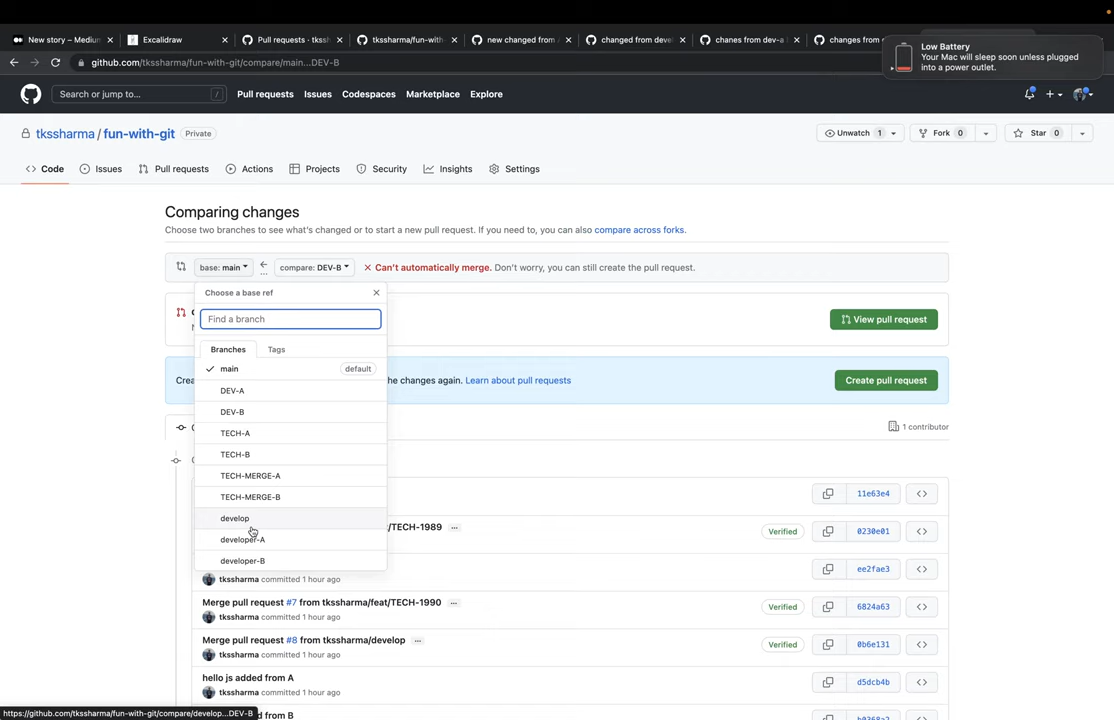 New story – Medium
Excalidraw
Pull requests · tkssh
tkssharma/fun-with-
new changed from
changed from deve
chanes from dev-a
changes from
Low Battery
Your Mac will sleep soon unless plugged
into a power outlet.
github.com/tkssharma/fun-with-git/compare/main...DEV-B
Search or jump to... /
Pull requests Issues Codespaces Marketplace Explore
tkssharma / fun-with-git Private
Unwatch 1 Fork 0 Star 0
Code Issues Pull requests Actions Projects Security Insights Settings
Comparing changes
Choose two branches to see what's changed or to start a new pull request. If you need to, you can also compare across forks.
base: main ... compare: DEV-B Can't automatically merge. Don't worry, you can still create the pull request.
Choose a base ref
Find a branch
View pull request
Branches Tags
main default
he changes again. Learn about pull requests
Create pull request
DEV-A
DEV-B
TECH-A
1 contributor
TECH-B
TECH-MERGE-A
TECH-MERGE-B
11e63e4
develop
t/TECH-1989 ...
Verified 0230e01
developer-A
developer-B
ee2fae3
tkssharma committed 1 hour ago
Merge pull request #7 from tkssharma/feat/TECH-1990 ...
tkssharma committed 1 hour ago
Verified 6824a63
Merge pull request #8 from tkssharma/develop ...
tkssharma committed 1 hour ago
Verified 0b6e131
hello js added from A
tkssharma committed 1 hour ago
d5dcb4b
ed from B
https://github.com/tkssharma/fun-with-git/compare/develop...DEV-B